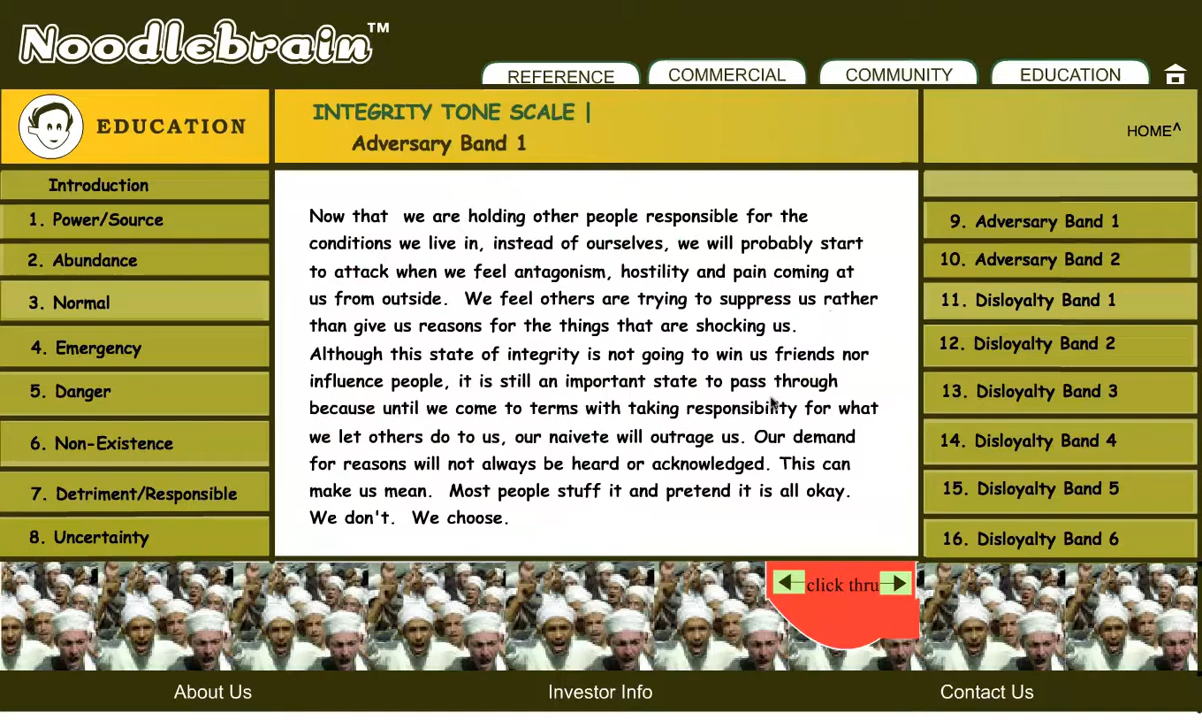 Noodlebrain™
REFERENCE
COMMERCIAL
COMMUNITY
EDUCATION
EDUCATION
INTEGRITY TONE SCALE |
Adversary Band 1
HOME^
Introduction
1. Power/Source
2. Abundance
3. Normal
4. Emergency
5. Danger
6. Non-Existence
7. Detriment/Responsible
8. Uncertainty
Now that we are holding other people responsible for the
conditions we live in, instead of ourselves, we will probably start
to attack when we feel antagonism, hostility and pain coming at
us from outside. We feel others are trying to suppress us rather
than give us reasons for the things that are shocking us.
Although this state of integrity is not going to win us friends nor
influence people, it is still an important state to pass through
because until we come to terms with taking responsibility for what
we let others do to us, our naivete will outrage us. Our demand
for reasons will not always be heard or acknowledged. This can
make us mean. Most people stuff it and pretend it is all okay.
We don't. We choose.
9. Adversary Band 1
10. Adversary Band 2
11. Disloyalty Band 1
12. Disloyalty Band 2
13. Disloyalty Band 3
14. Disloyalty Band 4
15. Disloyalty Band 5
16. Disloyalty Band 6
click thru
About Us
Investor Info
Contact Us